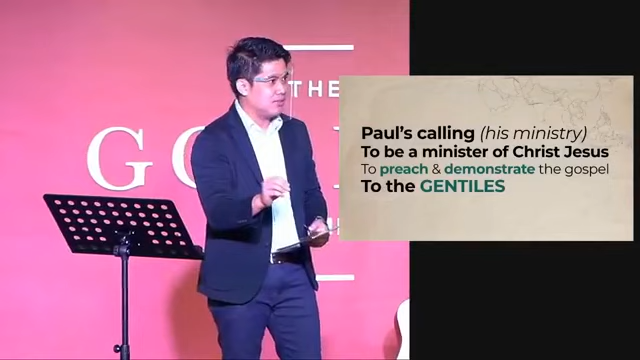 THE
GO
Paul's calling (his ministry)
To be a minister of Christ Jesus
To preach & demonstrate the gospel
To the GENTILES